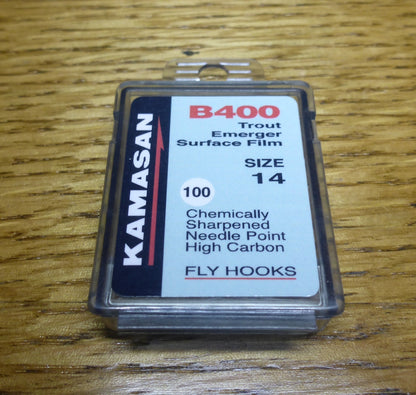 KAMASAN
B400
Trout
Emerger
Surface Film
SIZE
14
100
Chemically
Sharpened
Needle Point
High Carbon
FLY HOOKS